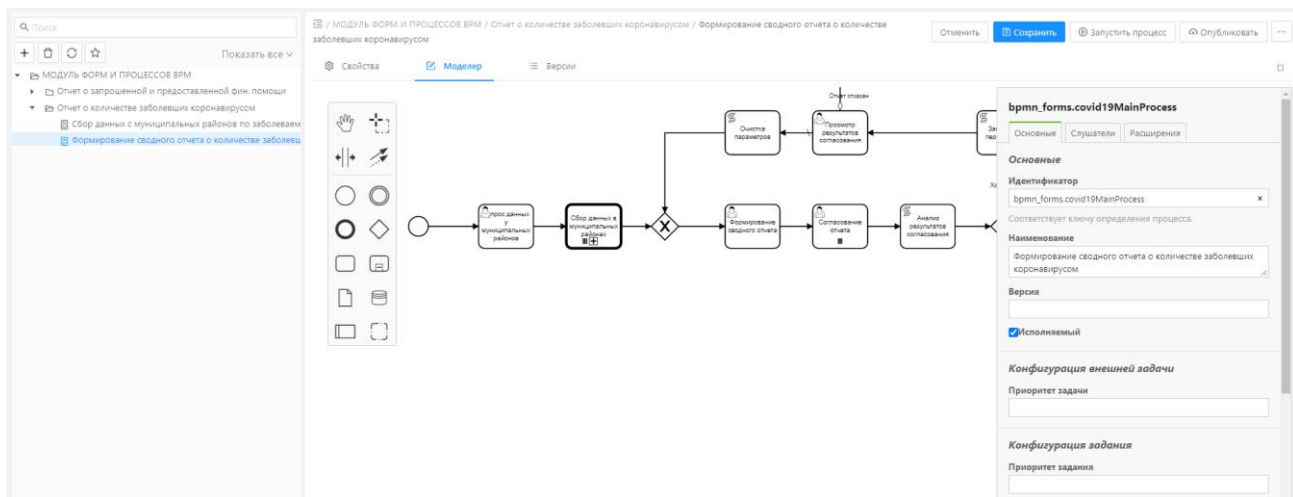 Поиск
Показать все
МОДУЛЬ ФОРМ И ПРОЦЕССОВ BPM
Отчет о запрошенной и предоставленной фин. помощи
Отчет о количестве заболевших коронавирусом
Сбор данных с муниципальных районов по заболеваем
Формирование сводного отчета о количестве заболевш
/ МОДУЛЬ ФОРМ И ПРОЦЕССОВ BPM / Отчет о количестве заболевших коронавирусом / Формирование сводного отчета о количестве
заболевших коронавирусом
Отменить
Сохранить
Запустить процесс
Опубликовать
Свойства
Моделер
Версии
Отчет отозван
Очистка
параметров
Просмотр
результатов
согласования
прос данных
у
муниципальных
районов
Сбор данных в
муниципальных
районах
Формирование
сводного отчета
Согласование
отчета
Анализ
результатов
согласования
bpmn_forms.covid19MainProcess
Основные
Слушатели
Расширения
Основные
Идентификатор
bpmn_forms.covid19MainProcess
Соответствует ключу определения процесса.
Наименование
Формирование сводного отчета о количестве заболевших
коронавирусом
Версия
Исполняемый
Конфигурация внешней задачи
Приоритет задачи
Конфигурация задания
Приоритет задания